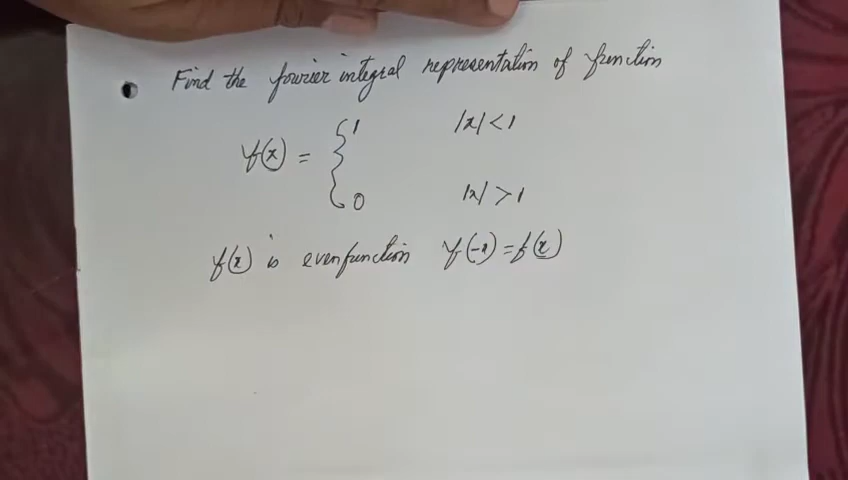 Find the fourier integral representation of function
f(x) = { 1 |x| < 1
0 |x| > 1
f(x) is evenfunction f(-x) = f(x)